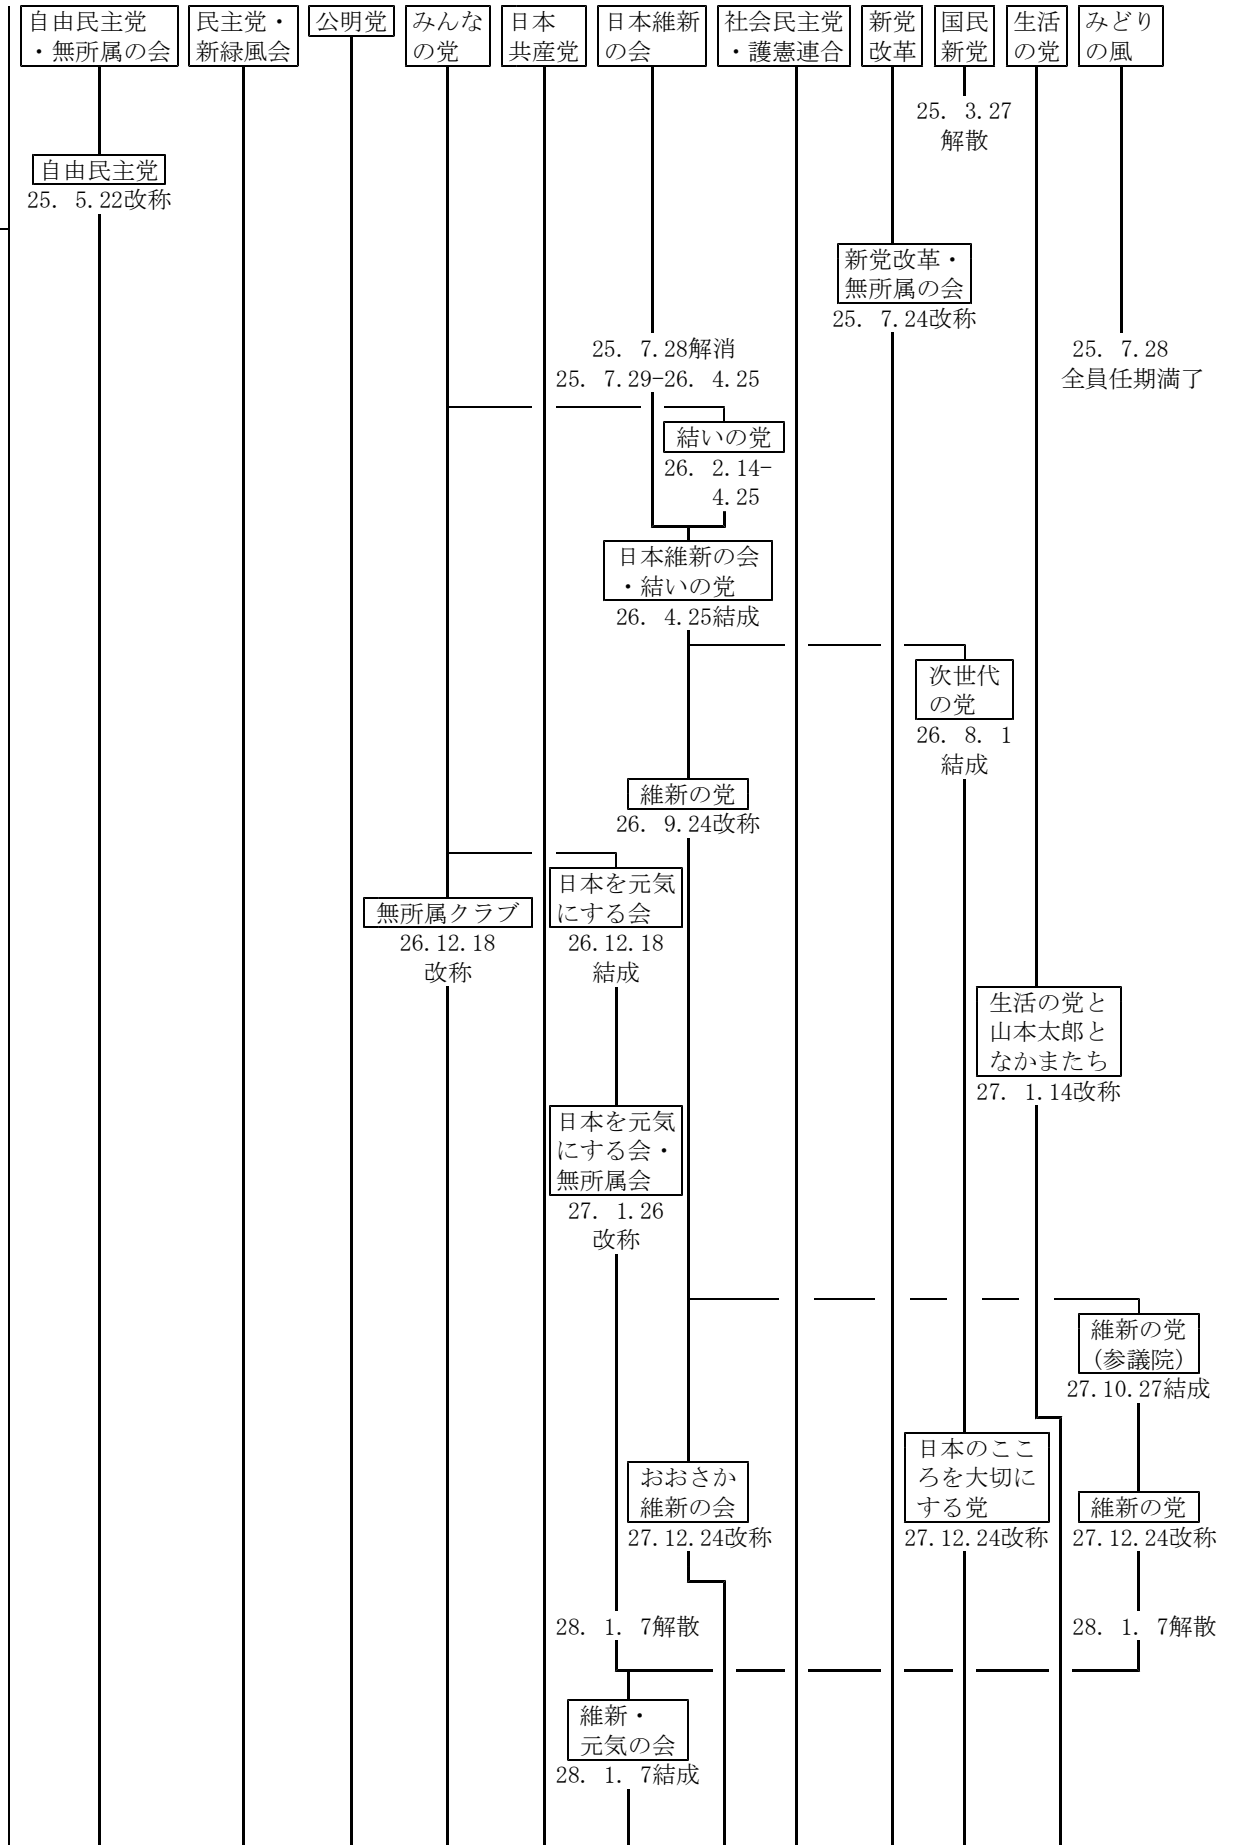 自由民主党
・無所属の会
民主党・
新緑風会
公明党
みんな
の党
日本
共産党
日本維新
の会
社会民主党
・護憲連合
新党
改革
国民
新党
生活
の党
みどり
の風
25. 3.27
解散
自由民主党
25. 5.22改称
新党改革・
無所属の会
25. 7.24改称
25. 7.28解消
25. 7.29-26. 4.25
25. 7.28
全員任期満了
結いの党
26. 2.14-
4.25
日本維新の会
・結いの党
26. 4.25結成
次世代
の党
26. 8. 1
結成
維新の党
26. 9.24改称
無所属クラブ
26.12.18
改称
日本を元気
にする会
26.12.18
結成
生活の党と
山本太郎と
なかまたち
27. 1.14改称
日本を元気
にする会・
無所属会
27. 1.26
改称
維新の党
(参議院)
27.10.27結成
おおさか
維新の会
27.12.24改称
日本のここ
ろを大切に
する党
27.12.24改称
維新の党
27.12.24改称
28. 1. 7解散
28. 1. 7解散
維新・
元気の会
28. 1. 7結成